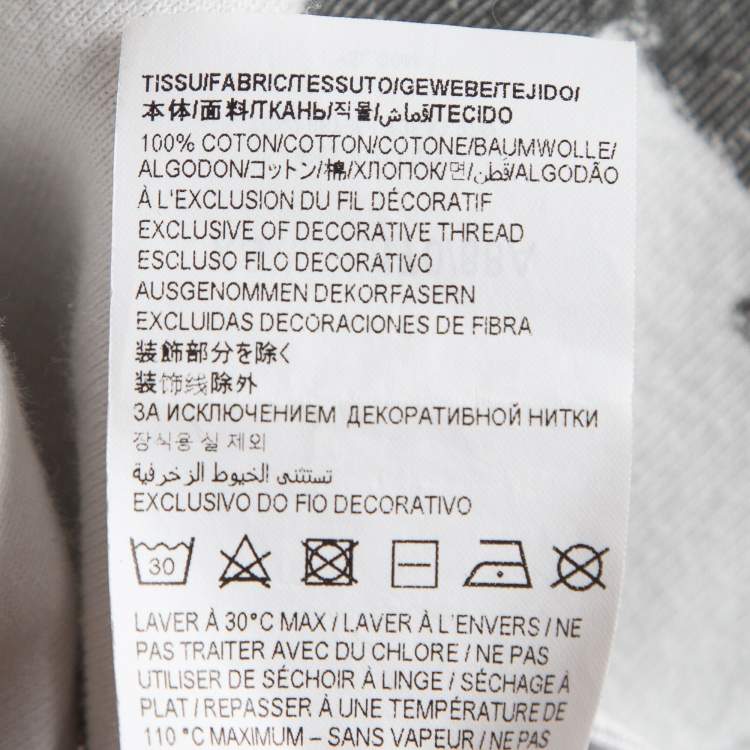 TISSU/FABRIC/TESSUTO/GEWEBE/TEJIDO/
本体/面料/ТКАНЬ/직물/قماش/TECIDO
100% COTON/COTTON/COTONE/BAUMWOLLE/
ALGODON/コットン/棉/ХЛОПОК/면/قطن/ALGODÃO
À L'EXCLUSION DU FIL DÉCORATIF
EXCLUSIVE OF DECORATIVE THREAD
ESCLUSO FILO DECORATIVO
AUSGENOMMEN DEKORFASERN
EXCLUIDAS DECORACIONES DE FIBRA
装飾部分を除く
装饰线除外
ЗА ИСКЛЮЧЕНИЕМ ДЕКОРАТИВНОЙ НИТКИ
장식용 실 제외
تستثنى الخيوط الزخرفية
EXCLUSIVO DO FIO DECORATIVO
30
LAVER À 30°C MAX / LAVER À L'ENVERS / NE
PAS TRAITER AVEC DU CHLORE / NE PAS
UTILISER DE SÉCHOIR À LINGE / SÉCHAGE À
PLAT / REPASSER À UNE TEMPÉRATURE DE
110 °C MAXIMUM – SANS VAPEUR / NE PAS